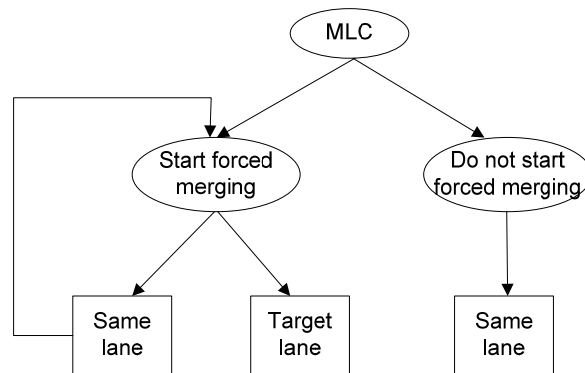 MLC
Start forced
merging
Do not start
forced merging
Same
lane
Target
lane
Same
lane